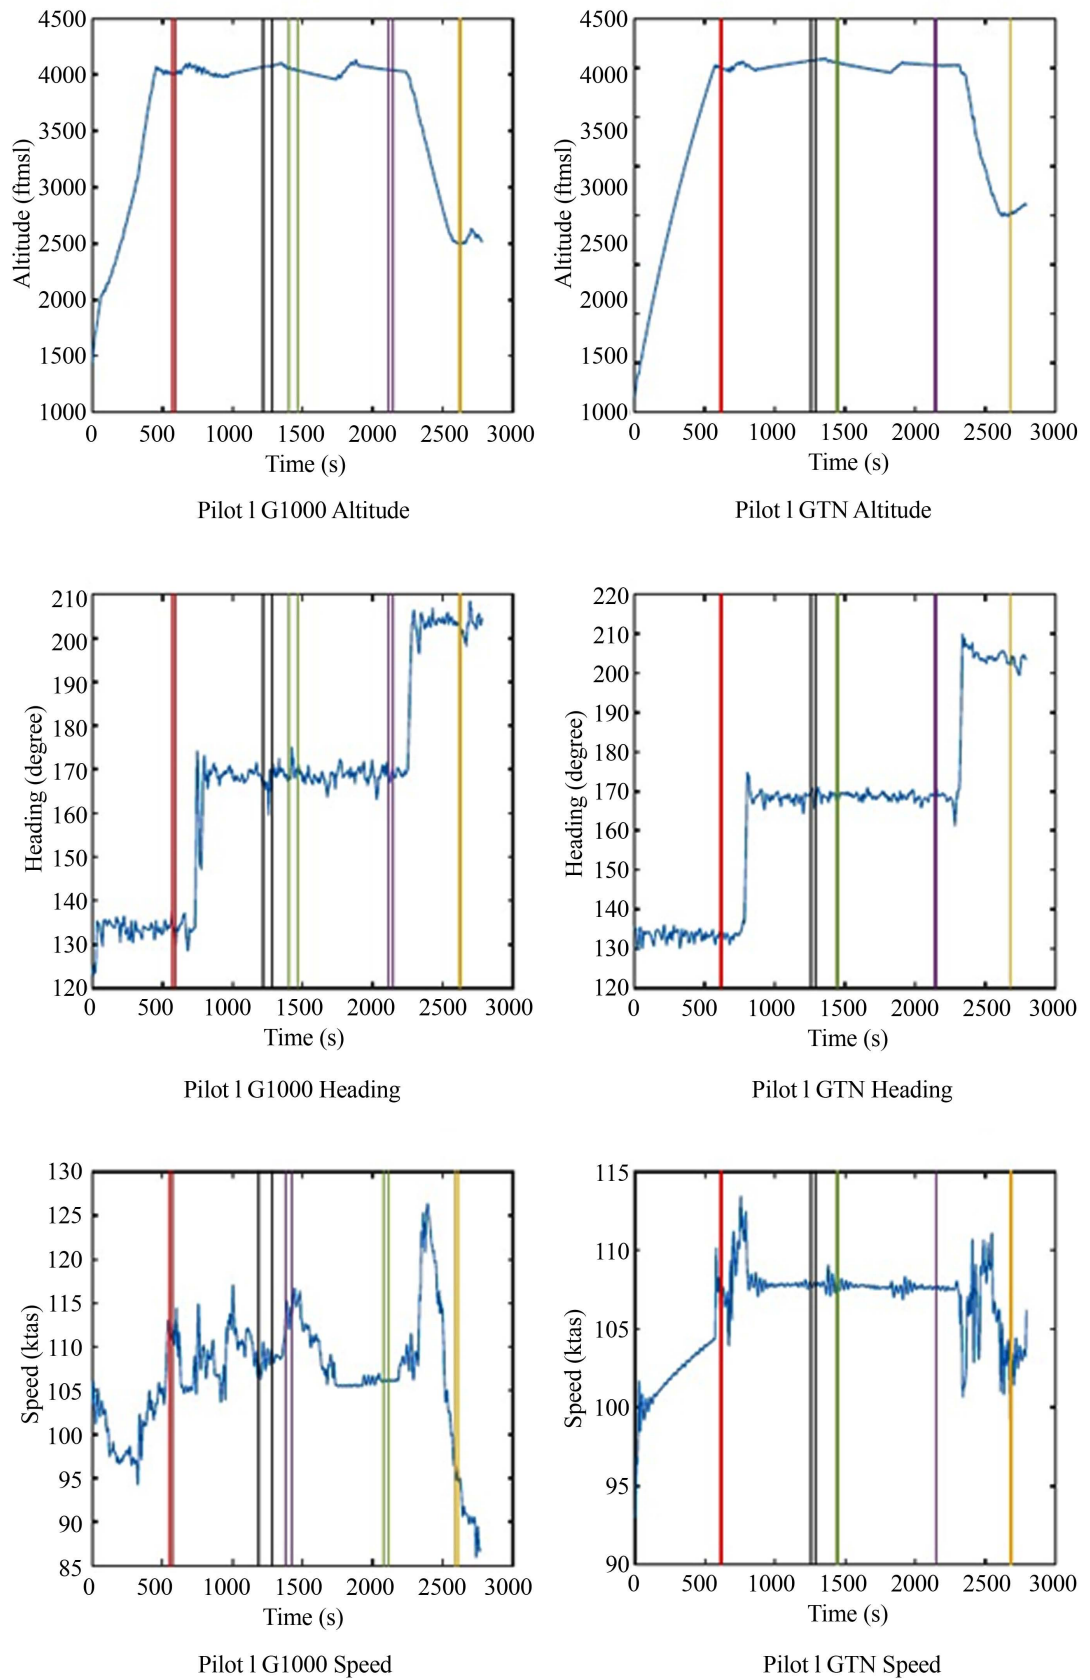 4500
4000
3500
3000
2500
2000
1500
1000
Altitude (ftmsl)
0 500 1000 1500 2000 2500 3000
Time (s)
Pilot l G1000 Altitude
4500
4000
3500
3000
2500
2000
1500
1000
Altitude (ftmsl)
0 500 1000 1500 2000 2500 3000
Time (s)
Pilot l GTN Altitude
210
200
190
180
170
160
150
140
130
120
Heading (degree)
0 500 1000 1500 2000 2500 3000
Time (s)
Pilot l G1000 Heading
220
210
200
190
180
170
160
150
140
130
120
Heading (degree)
0 500 1000 1500 2000 2500 3000
Time (s)
Pilot l GTN Heading
130
125
120
115
110
105
100
95
90
85
Speed (ktas)
0 500 1000 1500 2000 2500 3000
Time (s)
Pilot l G1000 Speed
115
110
105
100
95
90
Speed (ktas)
0 500 1000 1500 2000 2500 3000
Time (s)
Pilot l GTN Speed